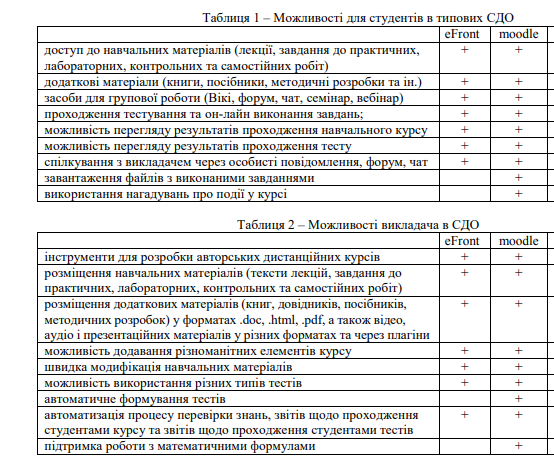 Таблиця 1 – Можливості для студентів в типових СДО
eFront moodle
доступ до навчальних матеріалів (лекції, завдання до практичних, + +
лабораторних, контрольних та самостійних робіт)
додаткові матеріали (книги, посібники, методичні розробки та ін.) + +
засоби для групової роботи (Вікі, форум, чат, семінар, вебінар) + +
проходження тестування та он-лайн виконання завдань; + +
можливість перегляду результатів проходження навчального курсу + +
можливість перегляду результатів проходження тесту + +
спілкування з викладачем через особисті повідомлення, форум, чат + +
завантаження файлів з виконаними завданнями +
використання нагадувань про події у курсі +
Таблиця 2 – Можливості викладача в СДО
eFront moodle
інструменти для розробки авторських дистанційних курсів + +
розміщення навчальних матеріалів (тексти лекцій, завдання до + +
практичних, лабораторних, контрольних та самостійних робіт)
розміщення додаткових матеріалів (книг, довідників, посібників, + +
методичних розробок) у форматах .doc, .html, .pdf, а також відео,
аудіо і презентаційних матеріалів у різних форматах та через плагіни
можливість додавання різноманітних елементів курсу + +
швидка модифікація навчальних матеріалів + +
можливість використання різних типів тестів + +
автоматичне формування тестів +
автоматизація процесу перевірки знань, звітів щодо проходження + +
студентами курсу та звітів щодо проходження студентами тестів
підтримка роботи з математичними формулами +